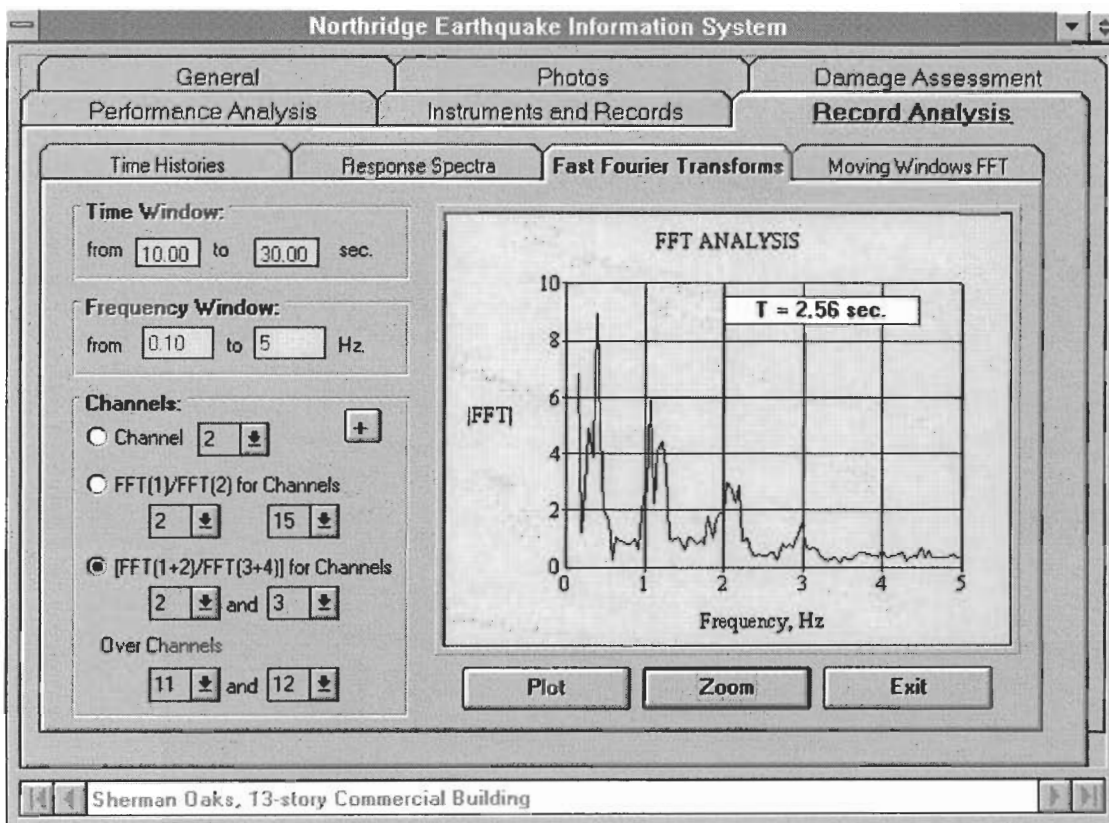 Northridge Earthquake Information System
General Photos Damage Assessment
Performance Analysis Instruments and Records Record Analysis
Time Histories Response Spectra Fast Fourier Transforms Moving Windows FFT
Time Window:
from 10.00 to 30.00 sec.
Frequency Window:
from 0.10 to 5 Hz.
Channels:
+
Channel 2
FFT(1)/FFT(2) for Channels
2 15
[FFT(1+2)/FFT(3+4)] for Channels
2 and 3
Over Channels
11 and 12
FFT ANALYSIS
T = 2.56 sec.
10
8
6
4
2
0
|FFT|
0 1 2 3 4 5
Frequency, Hz
Plot Zoom Exit
Sherman Oaks, 13-story Commercial Building